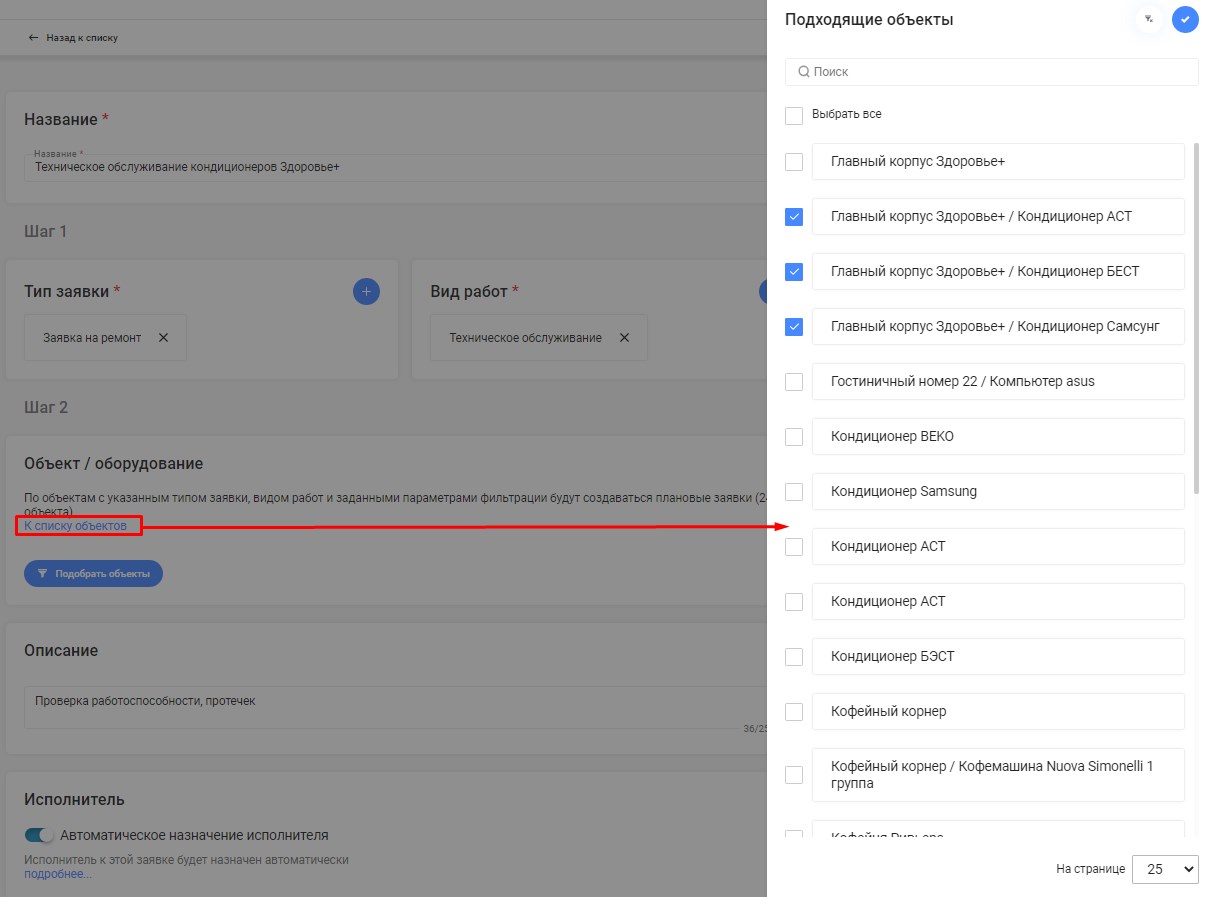 Назад к списку
Название *
Название *
Техническое обслуживание кондиционеров Здоровье+
Шаг 1
Тип заявки *
Заявка на ремонт
Вид работ *
Техническое обслуживание
Шаг 2
Объект / оборудование
По объектам с указанным типом заявки, видом работ и заданными параметрами фильтрации будут создаваться плановые заявки
объекта)
К списку объектов
Подобрать объекты
Описание
Проверка работоспособности, протечек
Исполнитель
Автоматическое назначение исполнителя
Исполнитель к этой заявке будет назначен автоматически
подробнее...
Подходящие объекты
Поиск
Выбрать все
Главный корпус Здоровье+
Главный корпус Здоровье+ / Кондиционер АСТ
Главный корпус Здоровье+ / Кондиционер БЕСТ
Главный корпус Здоровье+ / Кондиционер Самсунг
Гостиничный номер 22 / Компьютер asus
Кондиционер BEKO
Кондиционер Samsung
Кондиционер АСТ
Кондиционер АСТ
Кондиционер БЭСТ
Кофейный корнер
Кофейный корнер / Кофемашина Nuova Simonelli 1
группа
На странице
25